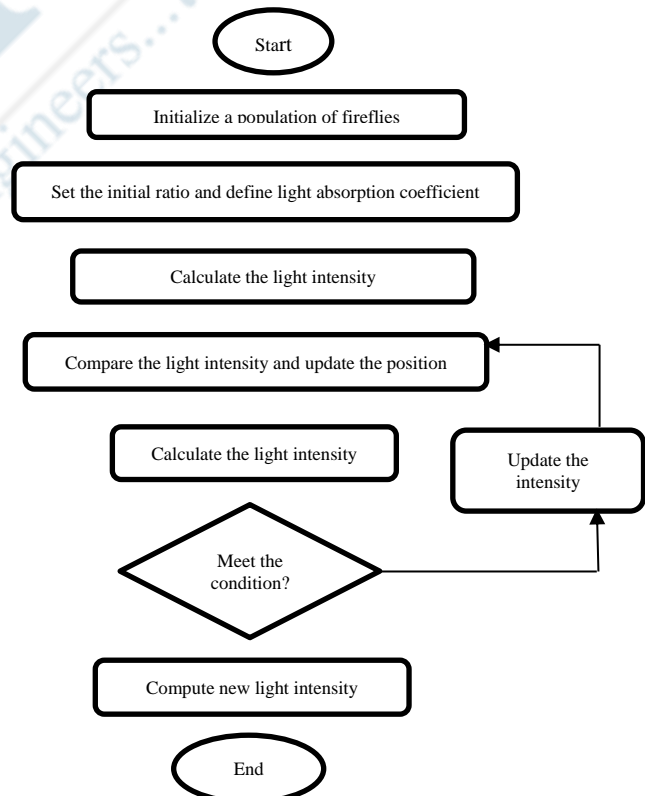 Start
Initialize a population of fireflies
Set the initial ratio and define light absorption coefficient
Calculate the light intensity
Compare the light intensity and update the position
Calculate the light intensity
Update the
intensity
Meet the
condition?
Compute new light intensity
End